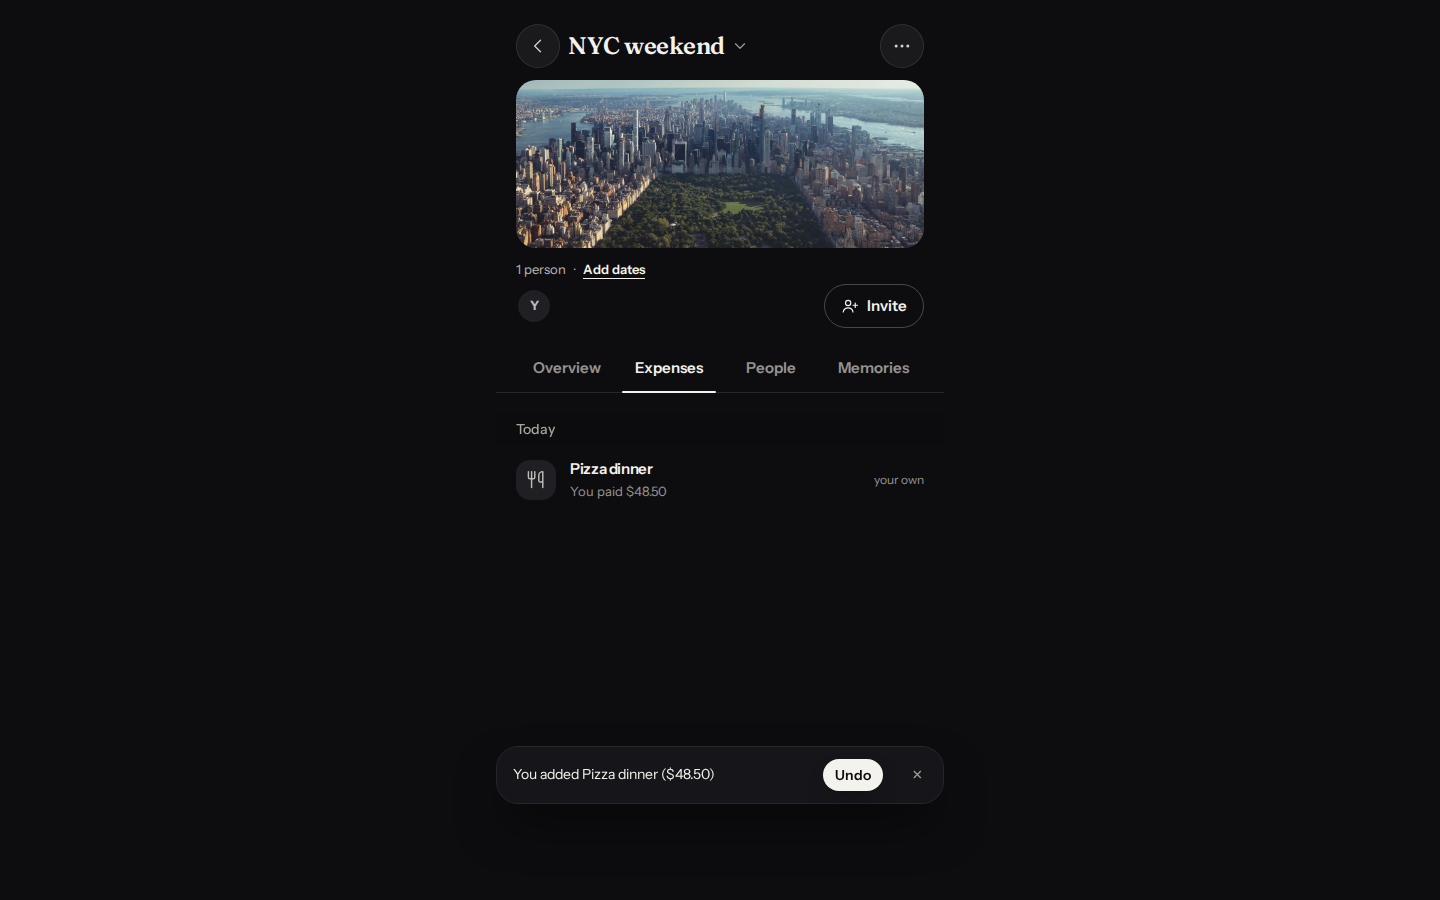 NYC weekend
1 person · Add dates
Y
Invite
Overview Expenses People Memories
Today
Pizza dinner
You paid $48.50
your own
You added Pizza dinner ($48.50)
Undo